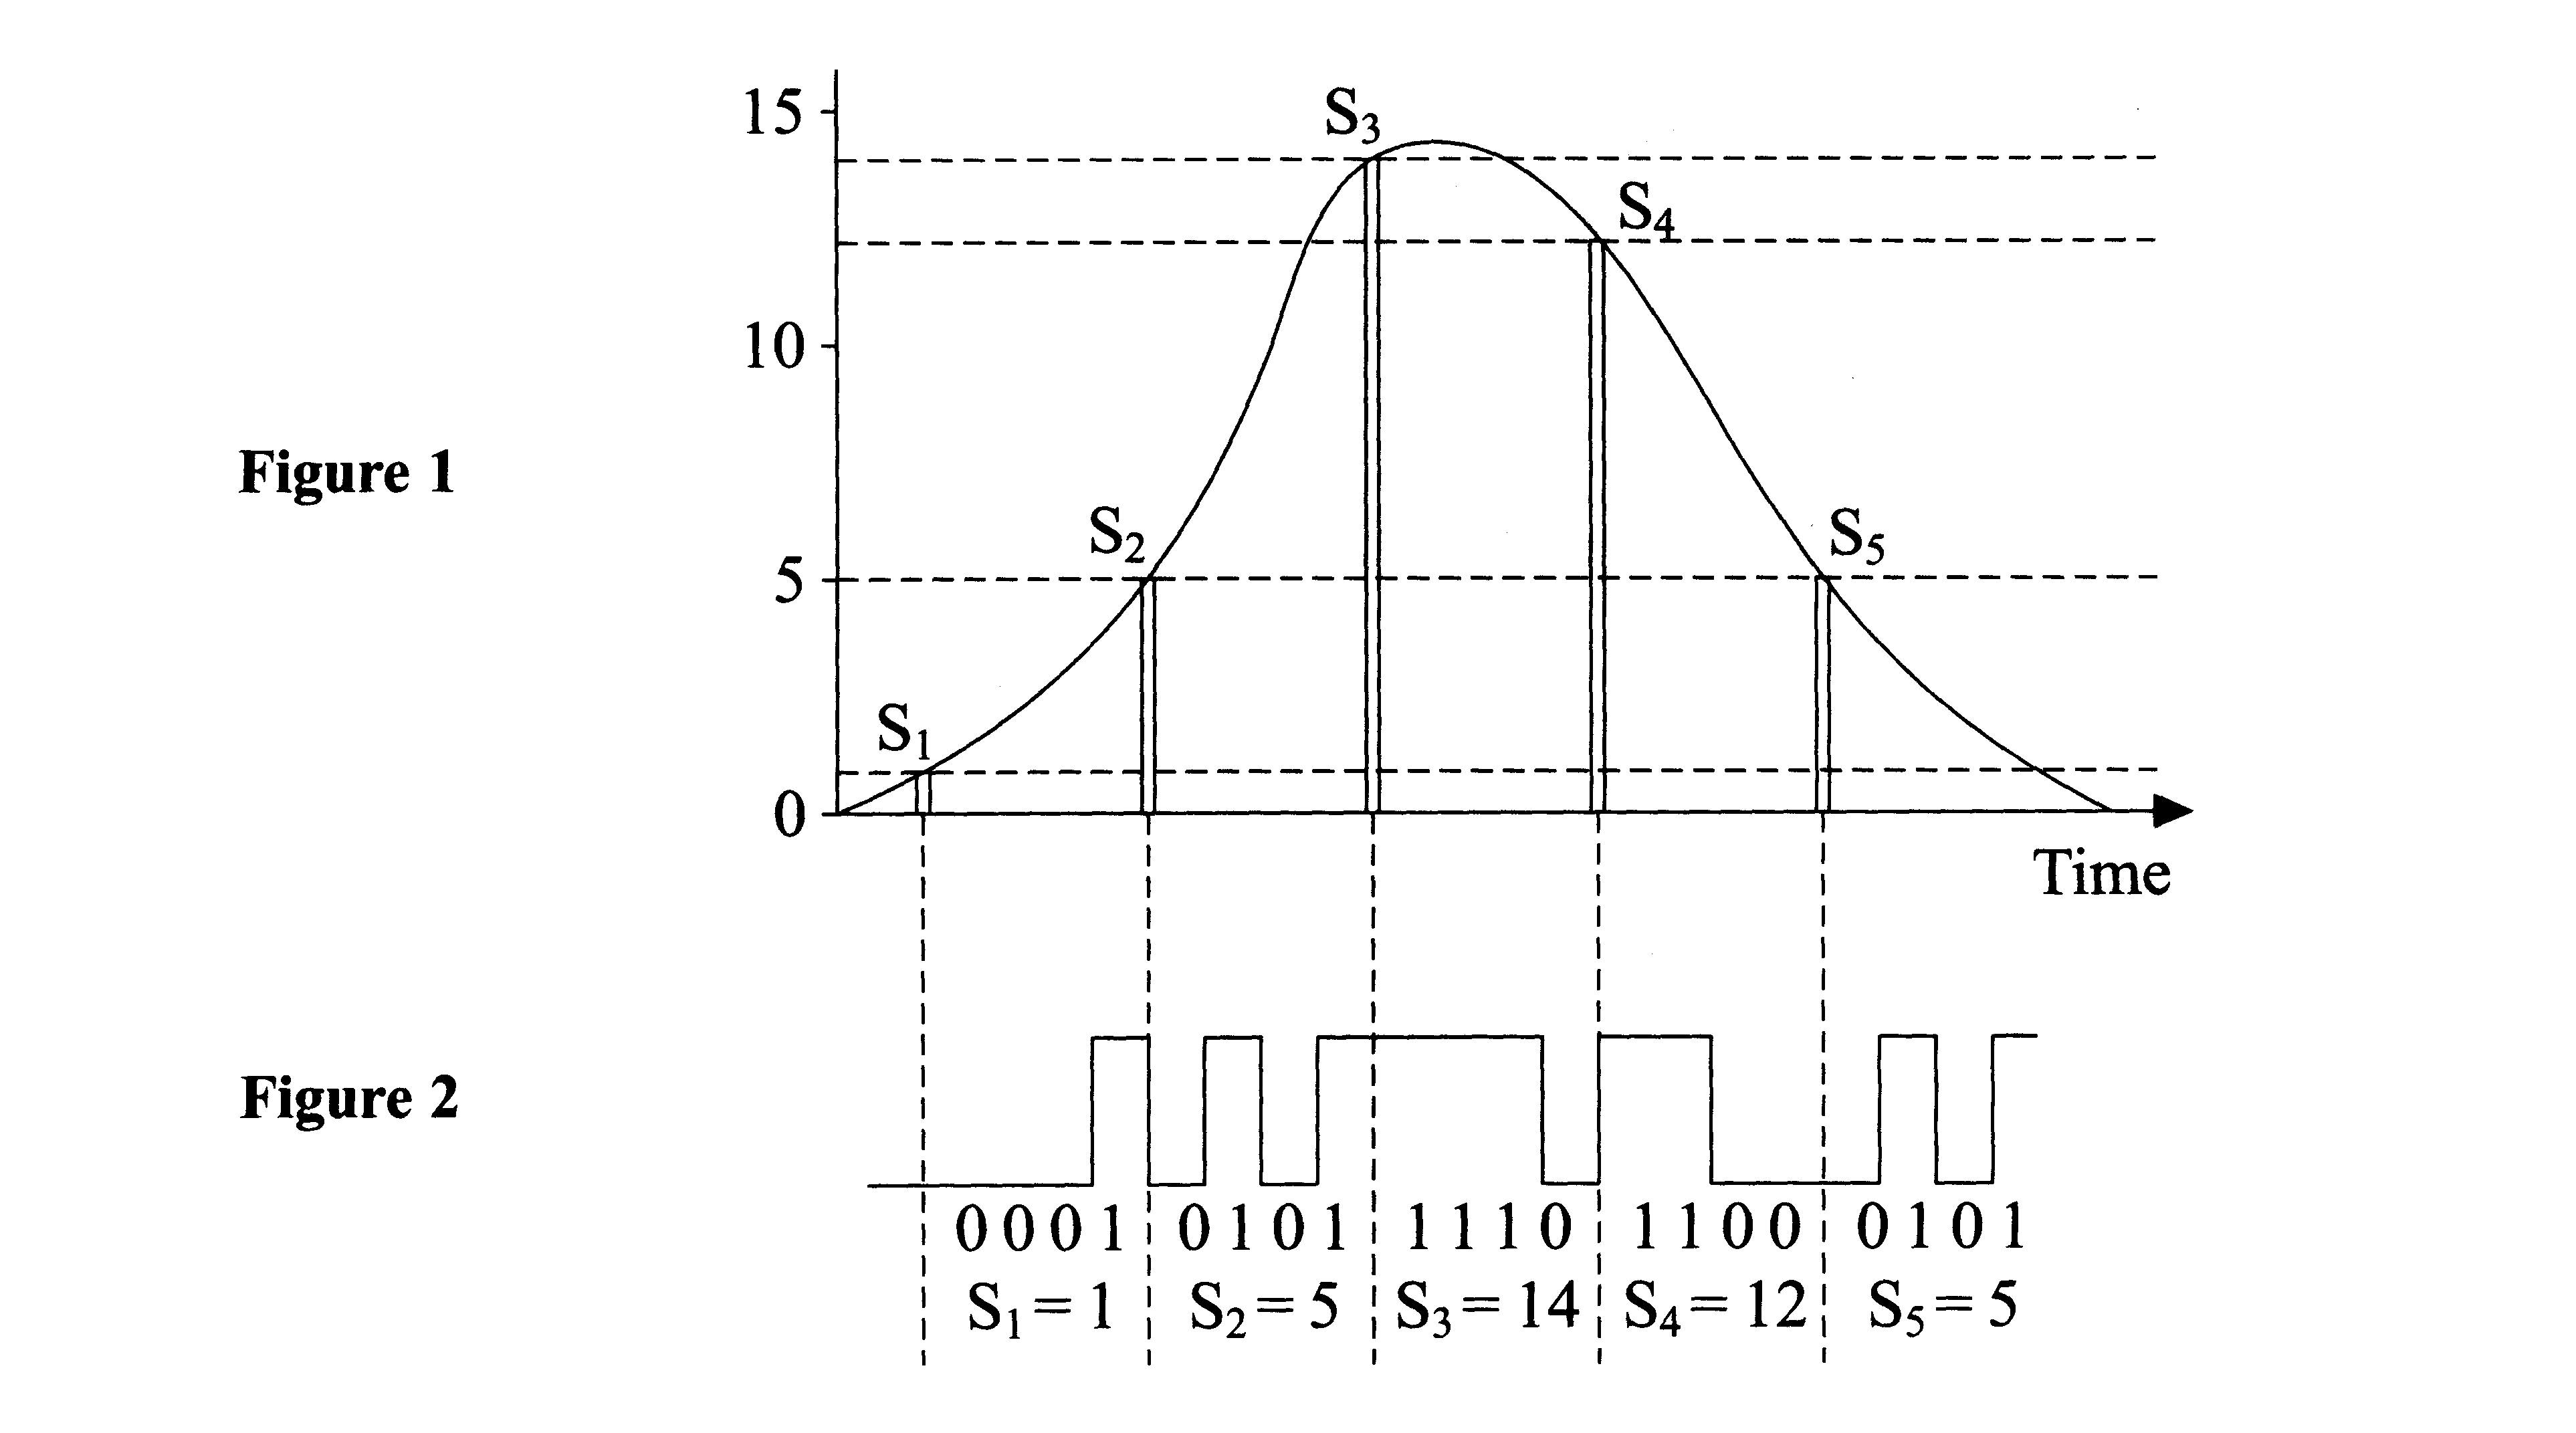 15
S₃
S₄
10
Figure 1
S₂
S₅
5
S₁
0
Time
Figure 2
0 0 0 1 0 1 0 1 1 1 1 0 1 1 0 0 0 1 0 1
S₁ = 1 S₂ = 5 S₃ = 14 S₄ = 12 S₅ = 5